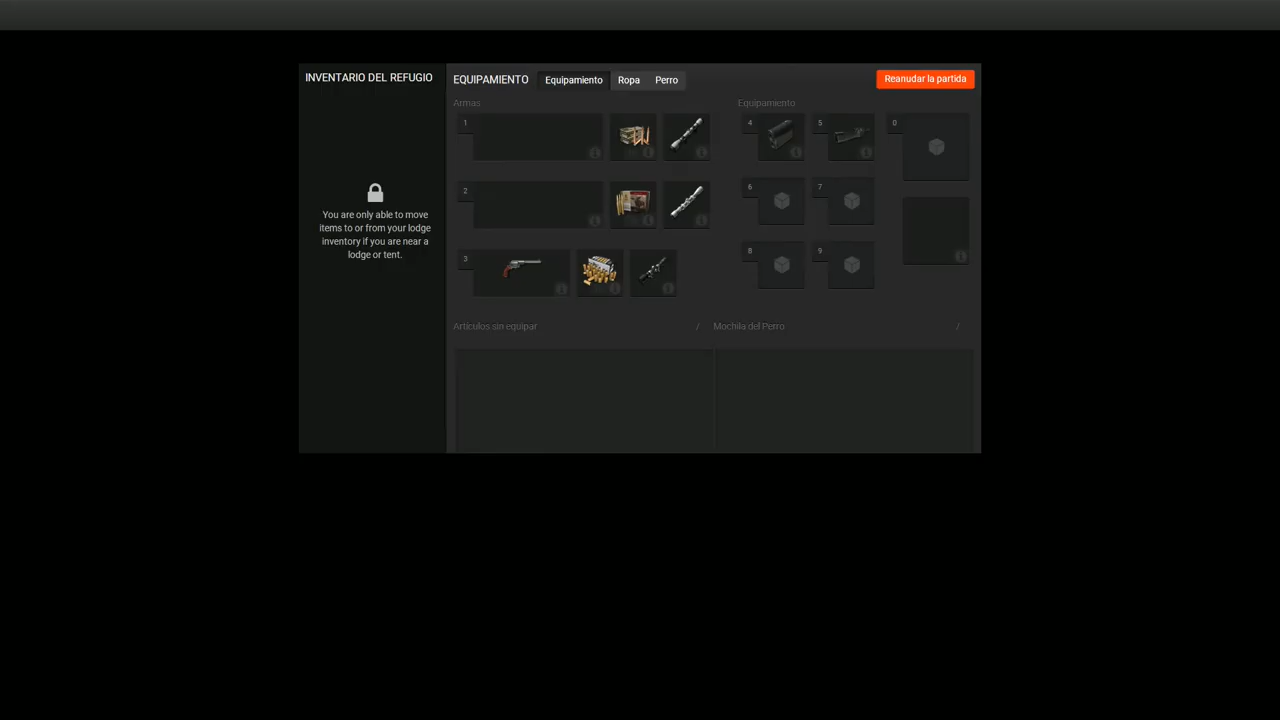 INVENTARIO DEL REFUGIO
You are only able to move
items to or from your lodge
inventory if you are near a
lodge or tent.
EQUIPAMIENTO
Equipamiento
Ropa
Perro
Reanudar la partida
Armas
1
2
3
Equipamiento
4
5
0
6
7
8
9
Artículos sin equipar
/
Mochila del Perro
/